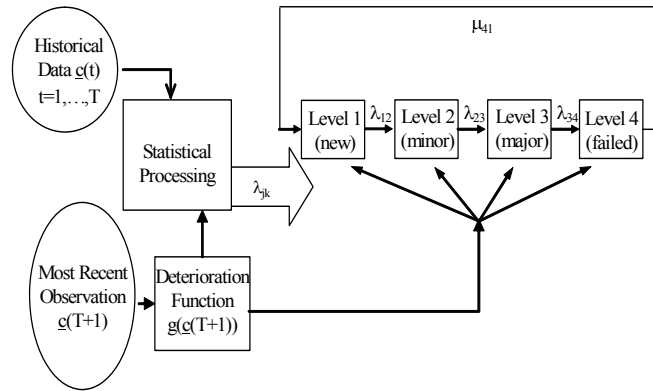 Historical
Data c(t)
t=1,...,T
μ41
Level 1
(new)
λ12
Level 2
(minor)
λ23
Level 3
(major)
λ34
Level 4
(failed)
Statistical
Processing
λjk
Most Recent
Observation
c(T+1)
Deterioration
Function
g(c(T+1))